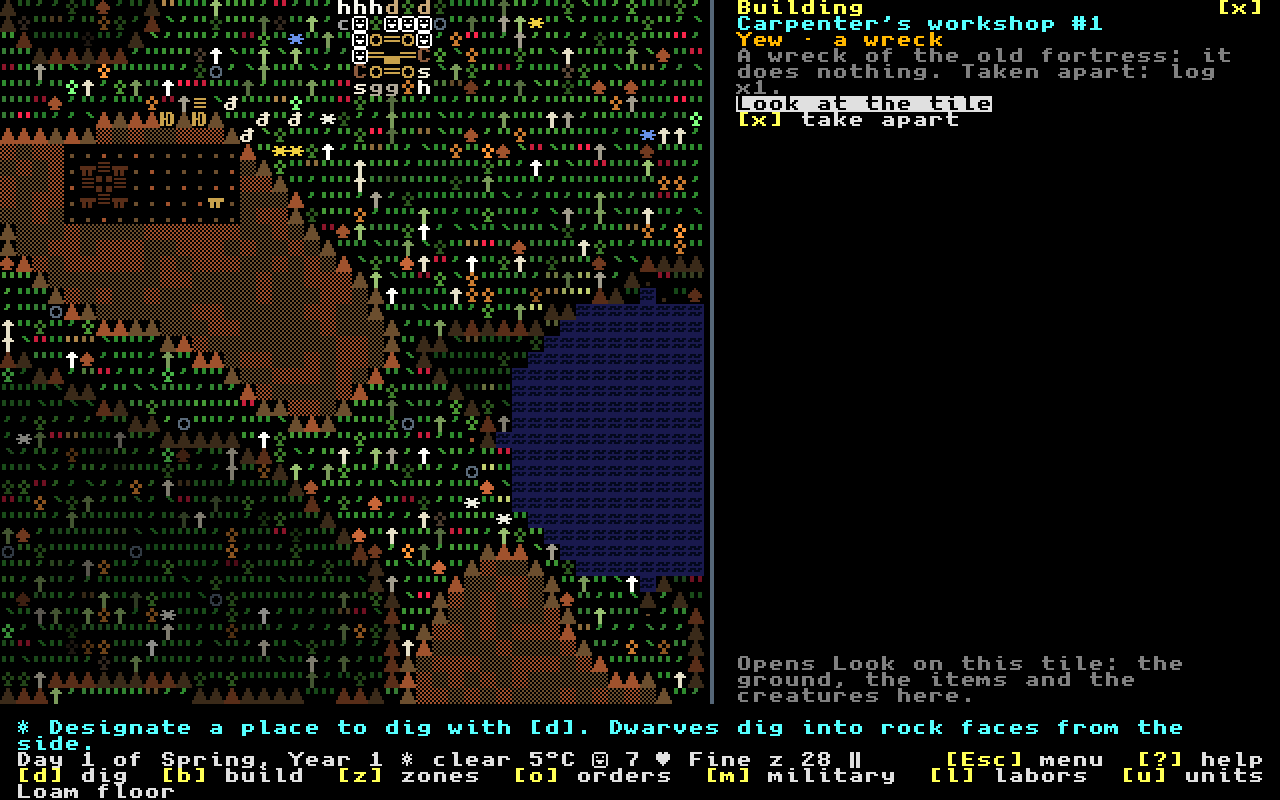 Building [x]
Carpenter's workshop #1
Yew · a wreck
A wreck of the old fortress: it
does nothing. Taken apart: log
x1.
Look at the tile
[x] take apart
Opens Look on this tile: the
ground, the items and the
creatures here.
* Designate a place to dig with [d]. Dwarves dig into rock faces from the
side.
Day 1 of Spring, Year 1 * clear 5°C ☺ 7 ♥ Fine z 28 ‖ [Esc] menu [?] help
[d] dig [b] build [z] zones [o] orders [m] military [l] labors [u] units
Loam floor